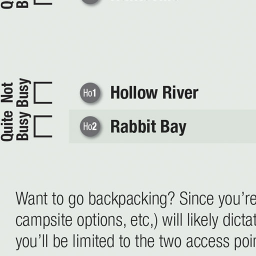 Not
Busy
Quite
Busy
Ho1 Hollow River
Ho2 Rabbit Bay
Want to go backpacking? Since you're
campsite options, etc,) will likely dictat
you'll be limited to the two access poin